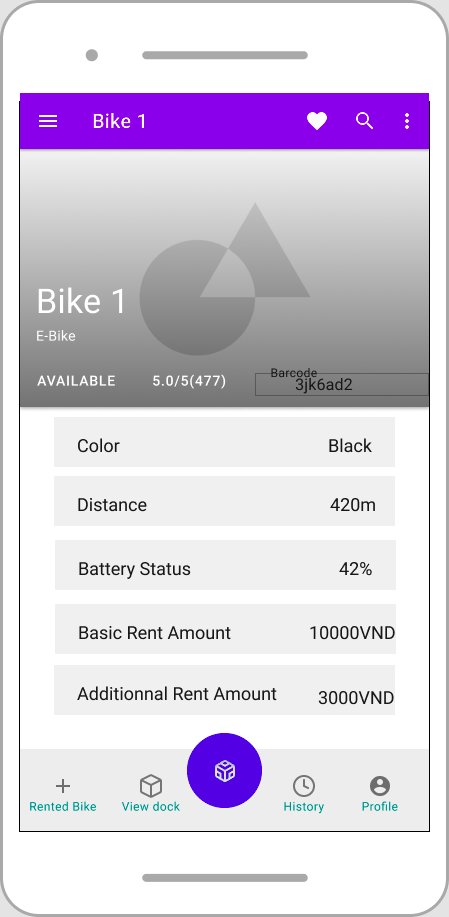 Bike 1
Bike 1
E-Bike
AVAILABLE 5.0/5(477)
Barcode
3jk6ad2
Color Black
Distance 420m
Battery Status 42%
Basic Rent Amount 10000VND
Additionnal Rent Amount 3000VND
Rented Bike View dock History Profile